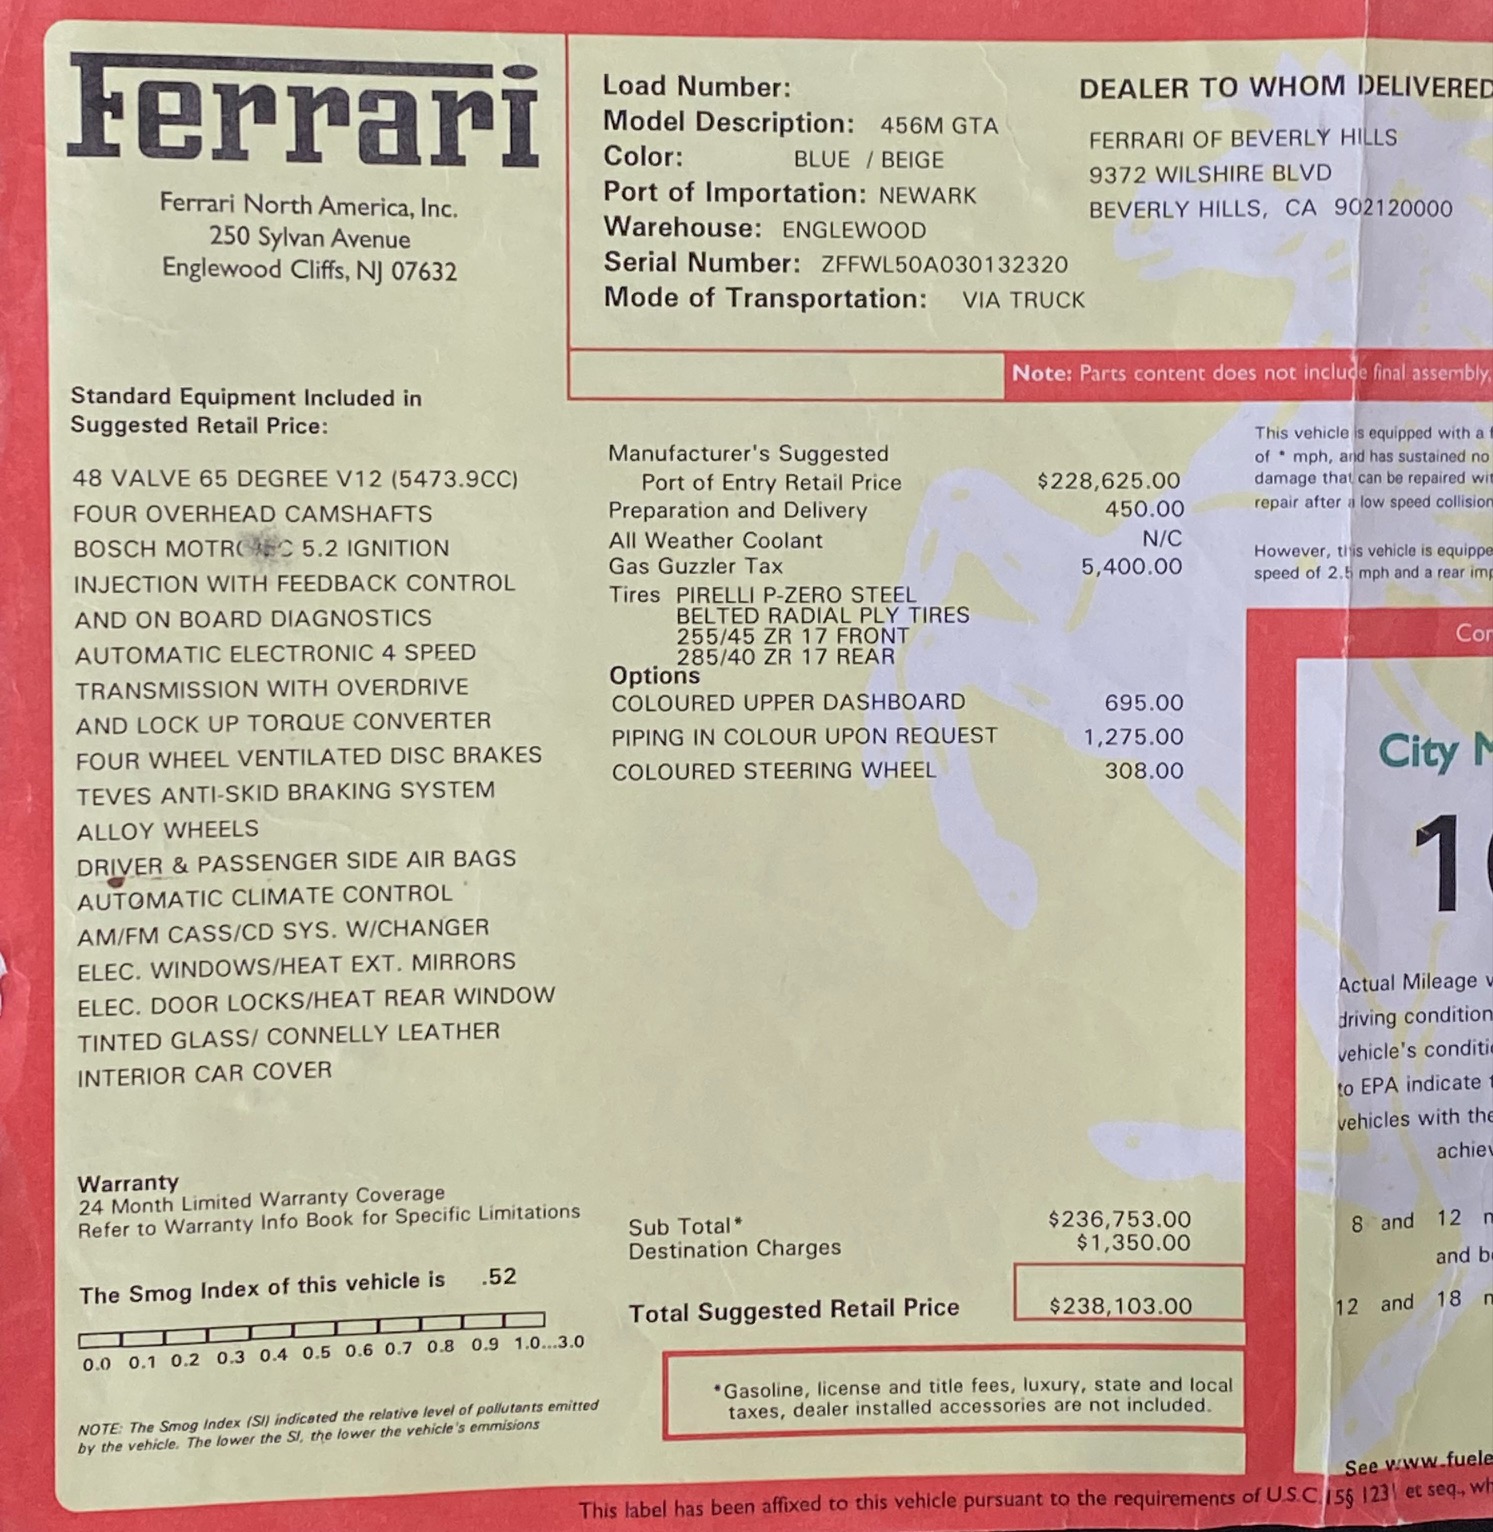 Ferrari
Ferrari North America, Inc.
250 Sylvan Avenue
Englewood Cliffs, NJ 07632
Load Number:
Model Description: 456M GTA
Color: BLUE / BEIGE
Port of Importation: NEWARK
Warehouse: ENGLEWOOD
Serial Number: ZFFWL50A030132320
Mode of Transportation: VIA TRUCK
DEALER TO WHOM DELIVERED
FERRARI OF BEVERLY HILLS
9372 WILSHIRE BLVD
BEVERLY HILLS, CA 902120000
Note: Parts content does not include final assembly,
Standard Equipment Included in
Suggested Retail Price:
48 VALVE 65 DEGREE V12 (5473.9CC)
FOUR OVERHEAD CAMSHAFTS
BOSCH 5.2 IGNITION
INJECTION WITH FEEDBACK CONTROL
AND ON BOARD DIAGNOSTICS
AUTOMATIC ELECTRONIC 4 SPEED
TRANSMISSION WITH OVERDRIVE
AND LOCK UP TORQUE CONVERTER
FOUR WHEEL VENTILATED DISC BRAKES
TEVES ANTI-SKID BRAKING SYSTEM
ALLOY WHEELS
DRIVER & PASSENGER SIDE AIR BAGS
AUTOMATIC CLIMATE CONTROL
AM/FM CASS/CD SYS. W/CHANGER
ELEC. WINDOWS/HEAT EXT. MIRRORS
ELEC. DOOR LOCKS/HEAT REAR WINDOW
TINTED GLASS/ CONNELLY LEATHER
INTERIOR CAR COVER
Warranty
24 Month Limited Warranty Coverage
Refer to Warranty Info Book for Specific Limitations
The Smog Index of this vehicle is .52
0.0 0.1 0.2 0.3 0.4 0.5 0.6 0.7 0.8 0.9 1.0...3.0
NOTE: The Smog Index (SI) indicated the relative level of pollutants emitted
by the vehicle. The lower the SI, the lower the vehicle's emmisions
Manufacturer's Suggested
Port of Entry Retail Price $228,625.00
Preparation and Delivery 450.00
All Weather Coolant N/C
Gas Guzzler Tax 5,400.00
Tires PIRELLI P-ZERO STEEL
BELTED RADIAL PLY TIRES
255/45 ZR 17 FRONT
285/40 ZR 17 REAR
Options
COLOURED UPPER DASHBOARD 695.00
PIPING IN COLOUR UPON REQUEST 1,275.00
COLOURED STEERING WHEEL 308.00
Sub Total* $236,753.00
Destination Charges $1,350.00
Total Suggested Retail Price $238,103.00
*Gasoline, license and title fees, luxury, state and local
taxes, dealer installed accessories are not included.
This vehicle is equipped with a
of * mph, and has sustained no
damage that can be repaired
repair after a low speed collision
However, this vehicle is
speed of 2.5 mph and a rear
City
Actual Mileage
driving
vehicle's
to EPA indicate
vehicles with the
8 and 12
and
12 and 18
See
This label has been affixed to this vehicle pursuant to the requirements of U.S.C. 15§ 1231 et seq.,